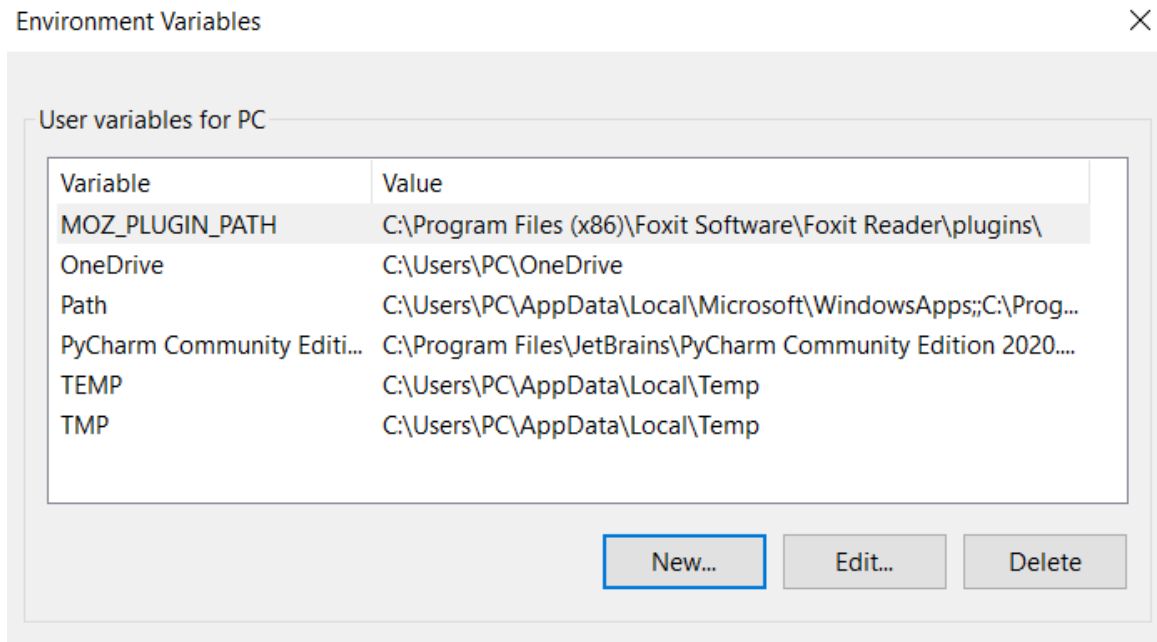 Environment Variables
User variables for PC
Variable Value
MOZ_PLUGIN_PATH C:\Program Files (x86)\Foxit Software\Foxit Reader\plugins\
OneDrive C:\Users\PC\OneDrive
Path C:\Users\PC\AppData\Local\Microsoft\WindowsApps;;C:\Prog...
PyCharm Community Editi... C:\Program Files\JetBrains\PyCharm Community Edition 2020....
TEMP C:\Users\PC\AppData\Local\Temp
TMP C:\Users\PC\AppData\Local\Temp
New... Edit... Delete